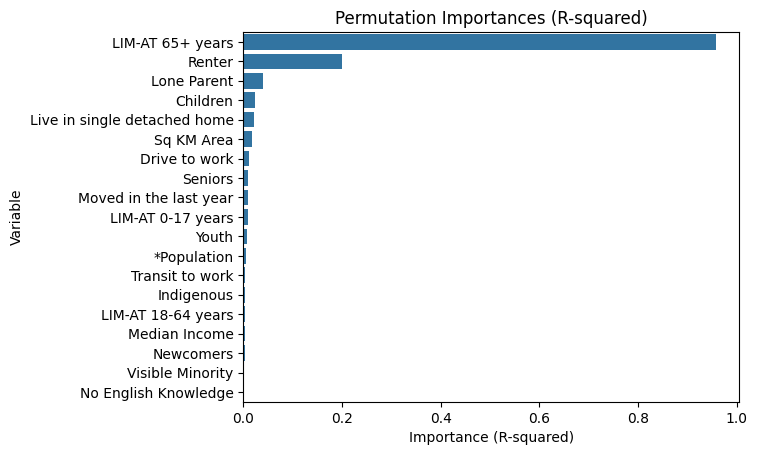 Permutation Importances (R-squared)
LIM-AT 65+ years
Renter
Lone Parent
Children
Live in single detached home
Sq KM Area
Drive to work
Seniors
Moved in the last year
LIM-AT 0-17 years
Youth
*Population
Transit to work
Indigenous
LIM-AT 18-64 years
Median Income
Newcomers
Visible Minority
No English Knowledge
Variable
0.0 0.2 0.4 0.6 0.8 1.0
Importance (R-squared)